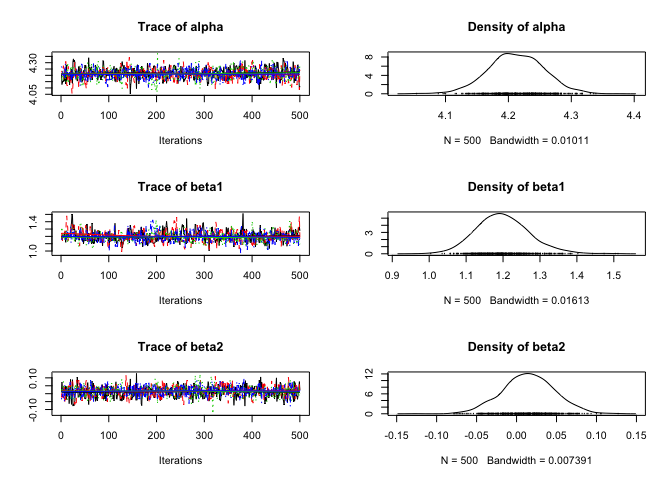 Trace of alpha
4.05 4.30
0 100 200 300 400 500
Iterations
Density of alpha
0 4 8
4.1 4.2 4.3 4.4
N = 500 Bandwidth = 0.01011
Trace of beta1
1.0 1.4
0 100 200 300 400 500
Iterations
Density of beta1
0 3
0.9 1.0 1.1 1.2 1.3 1.4 1.5
N = 500 Bandwidth = 0.01613
Trace of beta2
-0.10 0.10
0 100 200 300 400 500
Iterations
Density of beta2
0 4 8 12
-0.15 -0.10 -0.05 0.00 0.05 0.10 0.15
N = 500 Bandwidth = 0.007391